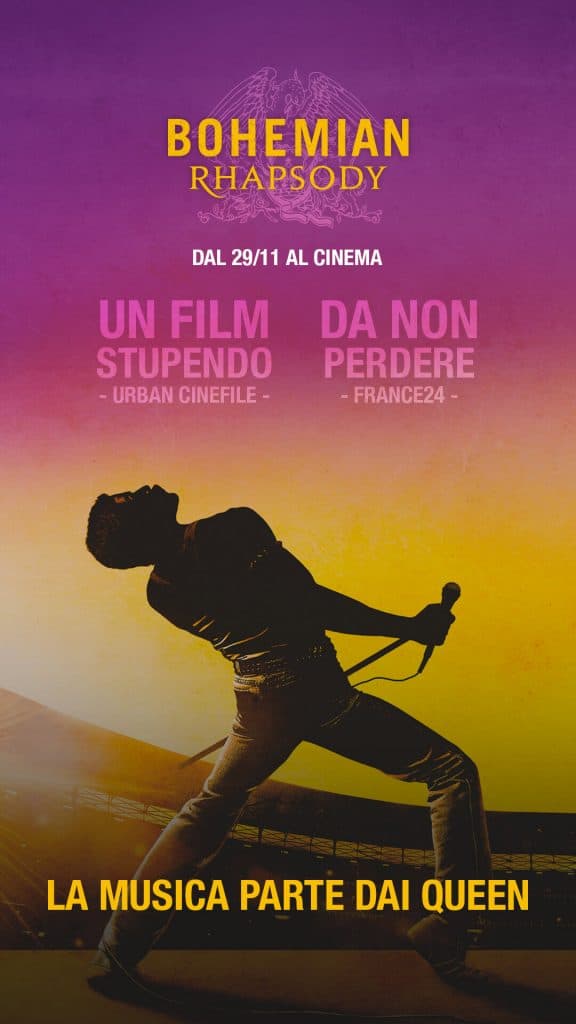 BOHEMIAN
RHAPSODY
DAL 29/11 AL CINEMA
UN FILM
STUPENDO
- URBAN CINEFILE -
DA NON
PERDERE
- FRANCE24 -
LA MUSICA PARTE DAI QUEEN